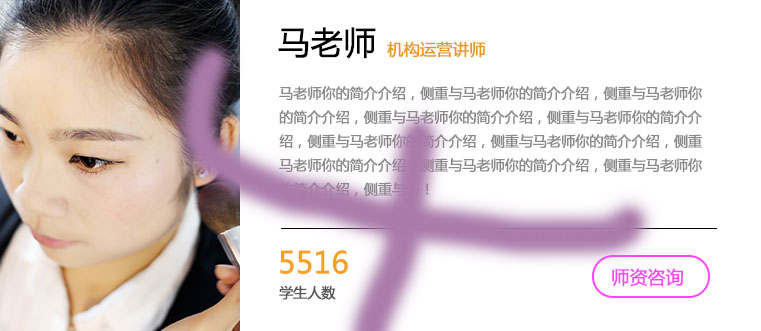 马老师 机构运营讲师
马老师你的简介介绍，侧重与马老师你的简介介绍，侧重与马老师你
的简介介绍，侧重与马老师你的简介介绍，侧重与马老师你的简介介
绍，侧重与马老师你的简介介绍，侧重与马老师你的简介介绍，侧重
马老师你的简介介绍，侧重与马老师你的简介介绍，侧重与马老师你
简介介绍，侧重与！
5516
学生人数
师资咨询